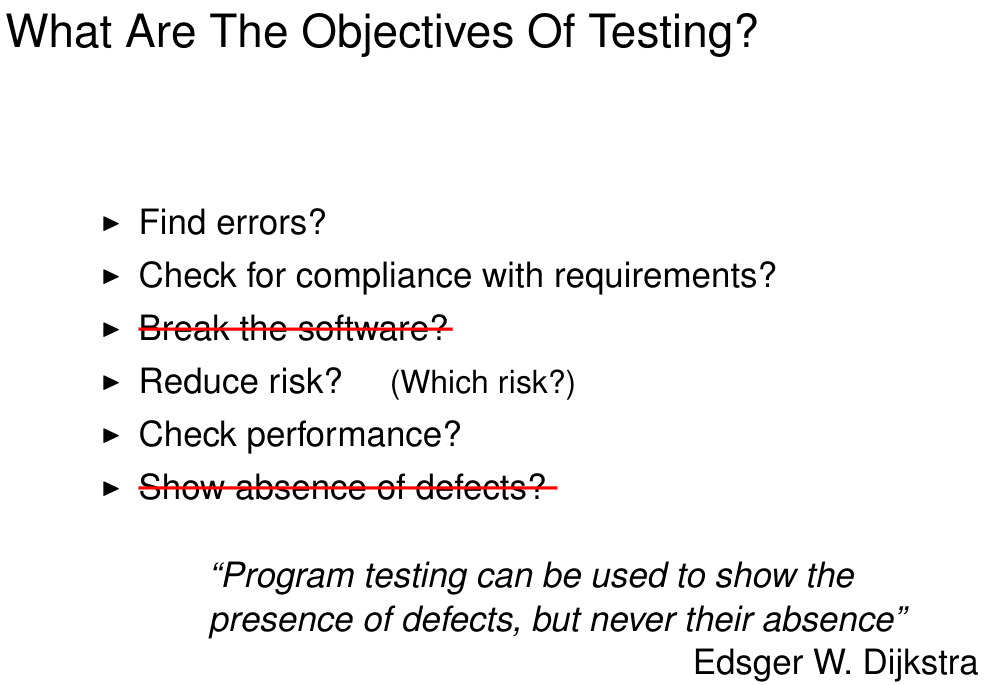 What Are The Objectives Of Testing?
► Find errors?
► Check for compliance with requirements?
► Break the software?
► Reduce risk? (Which risk?)
► Check performance?
► Show absence of defects?
“Program testing can be used to show the
presence of defects, but never their absence”
Edsger W. Dijkstra